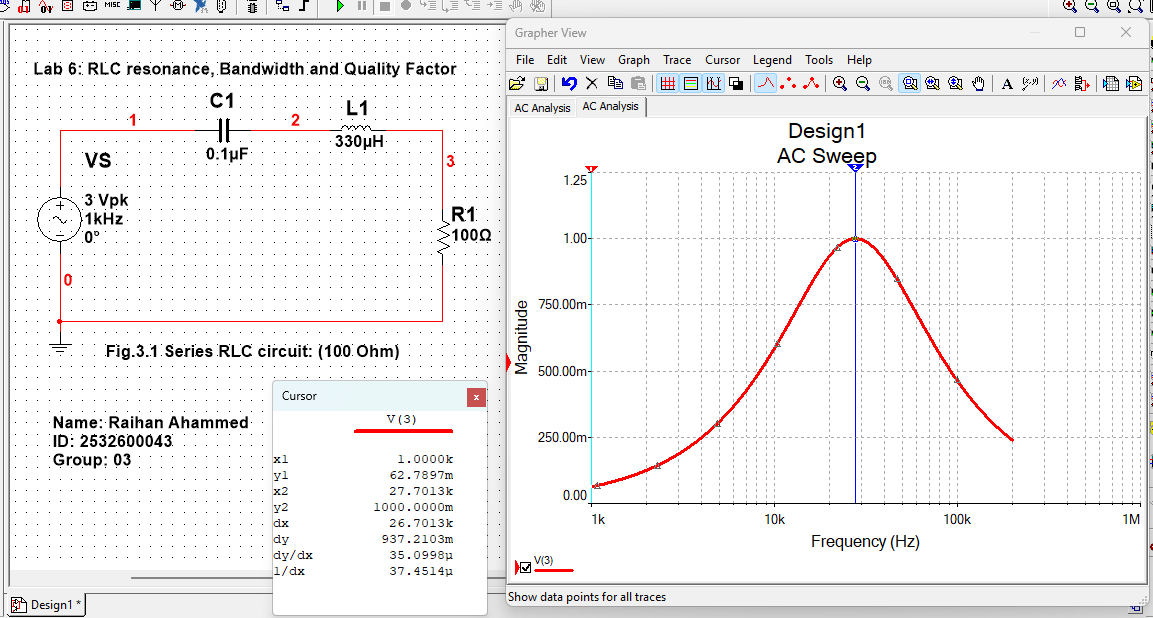 MISC
Lab 6: RLC resonance, Bandwidth and Quality Factor
C1
1
2
L1
0.1µF
330µH
VS
3
3 Vpk
1kHz
0°
R1
100Ω
0
Fig.3.1 Series RLC circuit: (100 Ohm)
Name: Raihan Ahammed
ID: 2532600043
Group: 03
Design1 *
Cursor
x
V(3)
x1 1.0000k
y1 62.7897m
x2 27.7013k
y2 1000.0000m
dx 26.7013k
dy 937.2103m
dy/dx 35.0998µ
1/dx 37.4514µ
Grapher View
File Edit View Graph Trace Cursor Legend Tools Help
A
AC Analysis AC Analysis
Design1
AC Sweep
1
2
1.25
1.00
750.00m
500.00m
250.00m
0.00
Magnitude
1k 10k 100k 1M
Frequency (Hz)
V(3)
Show data points for all traces